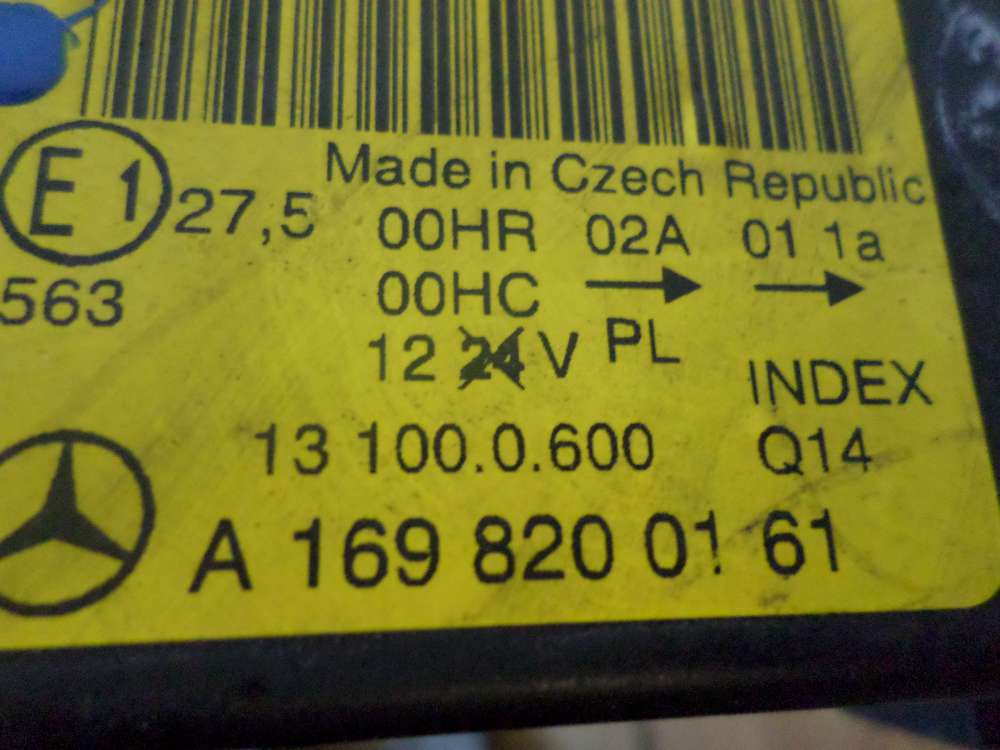 Made in Czech Republic
E1 27,5 00HR 02A 01 1a
563 00HC → →
12 24 V PL
INDEX
13 100.0.600 Q14
A 169 820 01 61